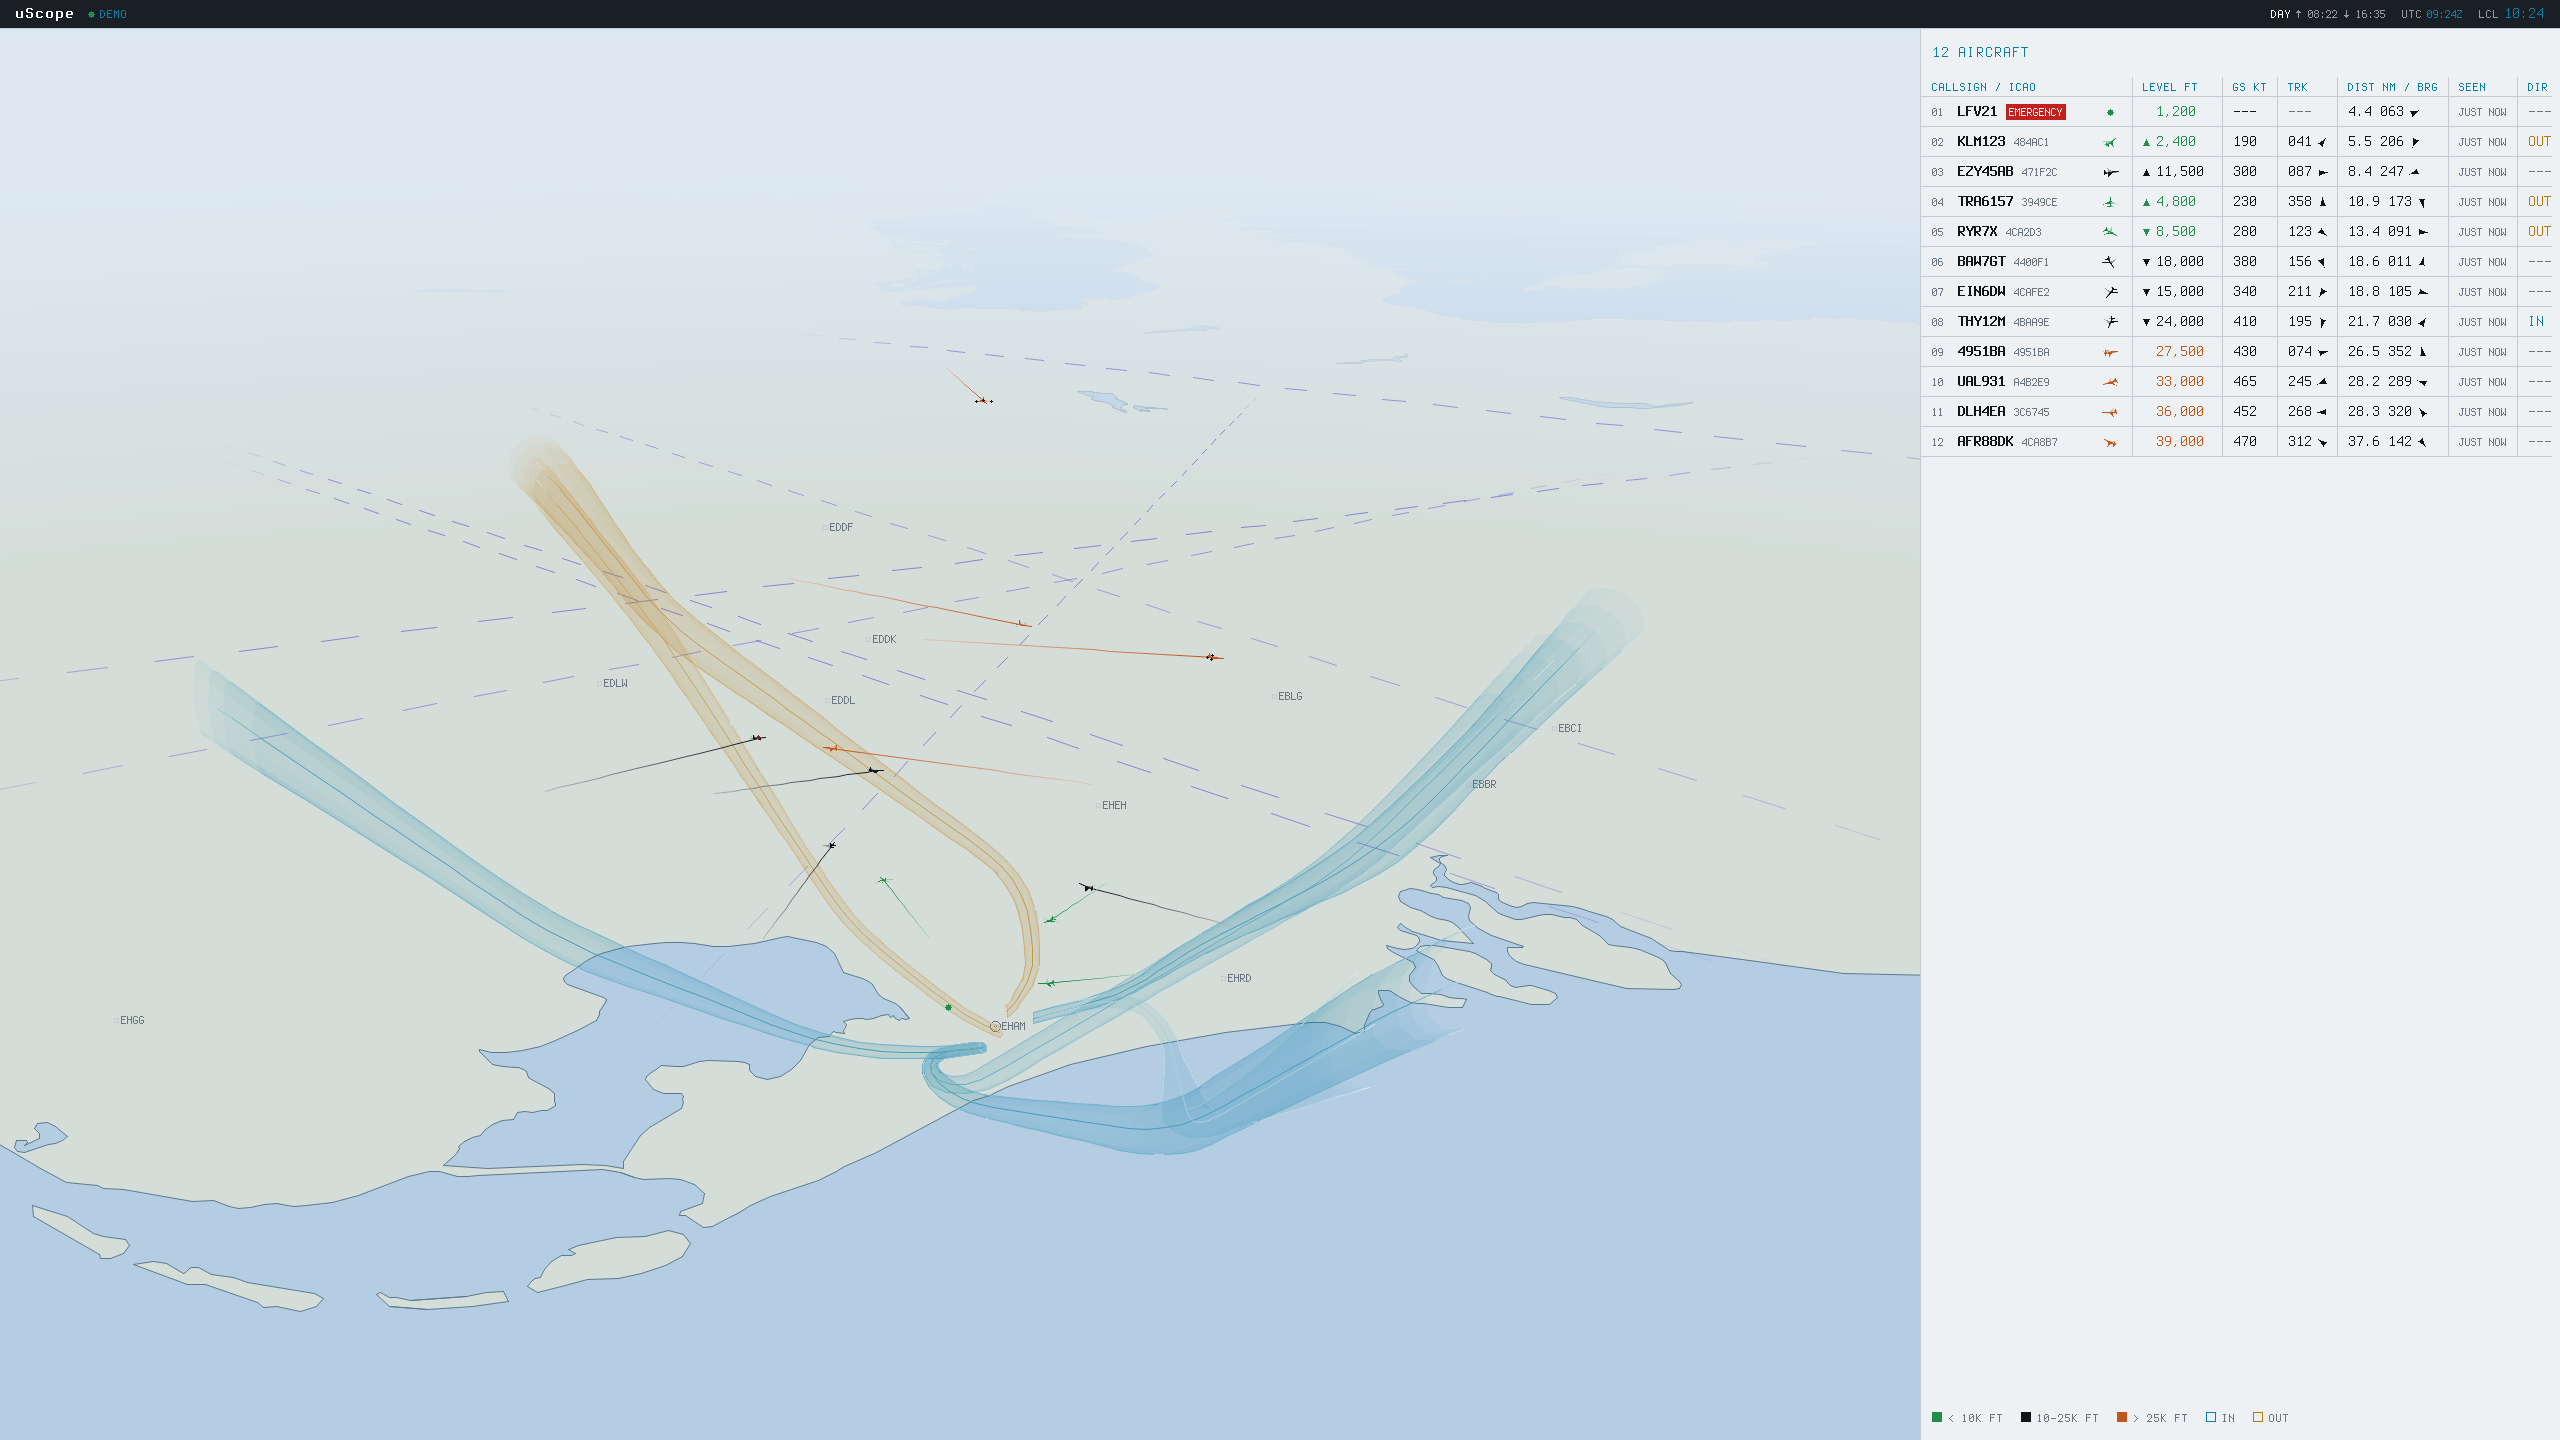 uScope DEMO
DAY ↑ 08:22 ↓ 16:35 UTC 09:24Z LCL 10:24
12 AIRCRAFT
CALLSIGN / ICAO LEVEL FT GS KT TRK DIST NM / BRG SEEN DIR
01 LFV21 EMERGENCY 1,200 --- --- 4.4 063 JUST NOW ---
02 KLM123 484AC1 ▲ 2,400 190 041 5.5 206 JUST NOW OUT
03 EZY45AB 471F2C ▲ 11,500 300 087 8.4 247 JUST NOW ---
04 TRA6157 3949CE ▲ 4,800 230 358 10.9 173 JUST NOW OUT
05 RYR7X 4CA2D3 ▼ 8,500 280 123 13.4 091 JUST NOW OUT
06 BAW7GT 4400F1 ▼ 18,000 380 156 18.6 011 JUST NOW ---
07 EIN6DW 4CAFE2 ▼ 15,000 340 211 18.8 105 JUST NOW ---
08 THY12M 4BAA9E ▼ 24,000 410 195 21.7 030 JUST NOW IN
09 4951BA 4951BA 27,500 430 074 26.5 352 JUST NOW ---
10 UAL931 A4B2E9 33,000 465 245 28.2 289 JUST NOW ---
11 DLH4EA 3C6745 36,000 452 268 28.3 320 JUST NOW ---
12 AFR88DK 4CA8B7 39,000 470 312 37.6 142 JUST NOW ---
EDDF
EDDK
EDLW
EDDL
EBLG
EBCI
EBBR
EHEH
EHRD
EHGG
EHAM
< 10K FT 10-25K FT > 25K FT IN OUT